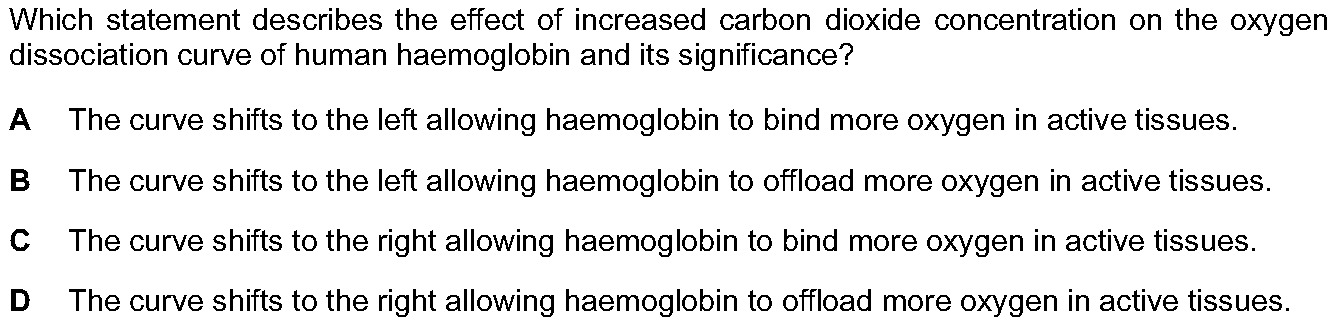 Which statement describes the effect of increased carbon dioxide concentration on the oxygen
dissociation curve of human haemoglobin and its significance?
A The curve shifts to the left allowing haemoglobin to bind more oxygen in active tissues.
B The curve shifts to the left allowing haemoglobin to offload more oxygen in active tissues.
C The curve shifts to the right allowing haemoglobin to bind more oxygen in active tissues.
D The curve shifts to the right allowing haemoglobin to offload more oxygen in active tissues.